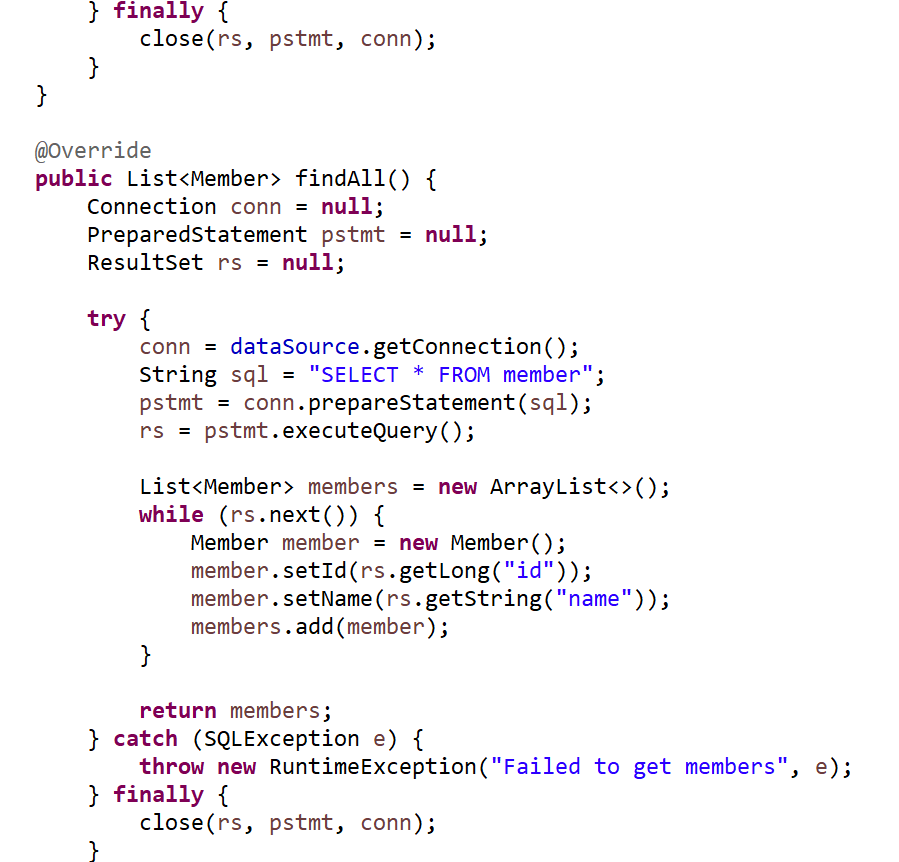 } finally {
        close(rs, pstmt, conn);
    }
}

@Override
public List<Member> findAll() {
    Connection conn = null;
    PreparedStatement pstmt = null;
    ResultSet rs = null;

    try {
        conn = dataSource.getConnection();
        String sql = "SELECT * FROM member";
        pstmt = conn.prepareStatement(sql);
        rs = pstmt.executeQuery();

        List<Member> members = new ArrayList<>();
        while (rs.next()) {
            Member member = new Member();
            member.setId(rs.getLong("id"));
            member.setName(rs.getString("name"));
            members.add(member);
        }

        return members;
    } catch (SQLException e) {
        throw new RuntimeException("Failed to get members", e);
    } finally {
        close(rs, pstmt, conn);
    }